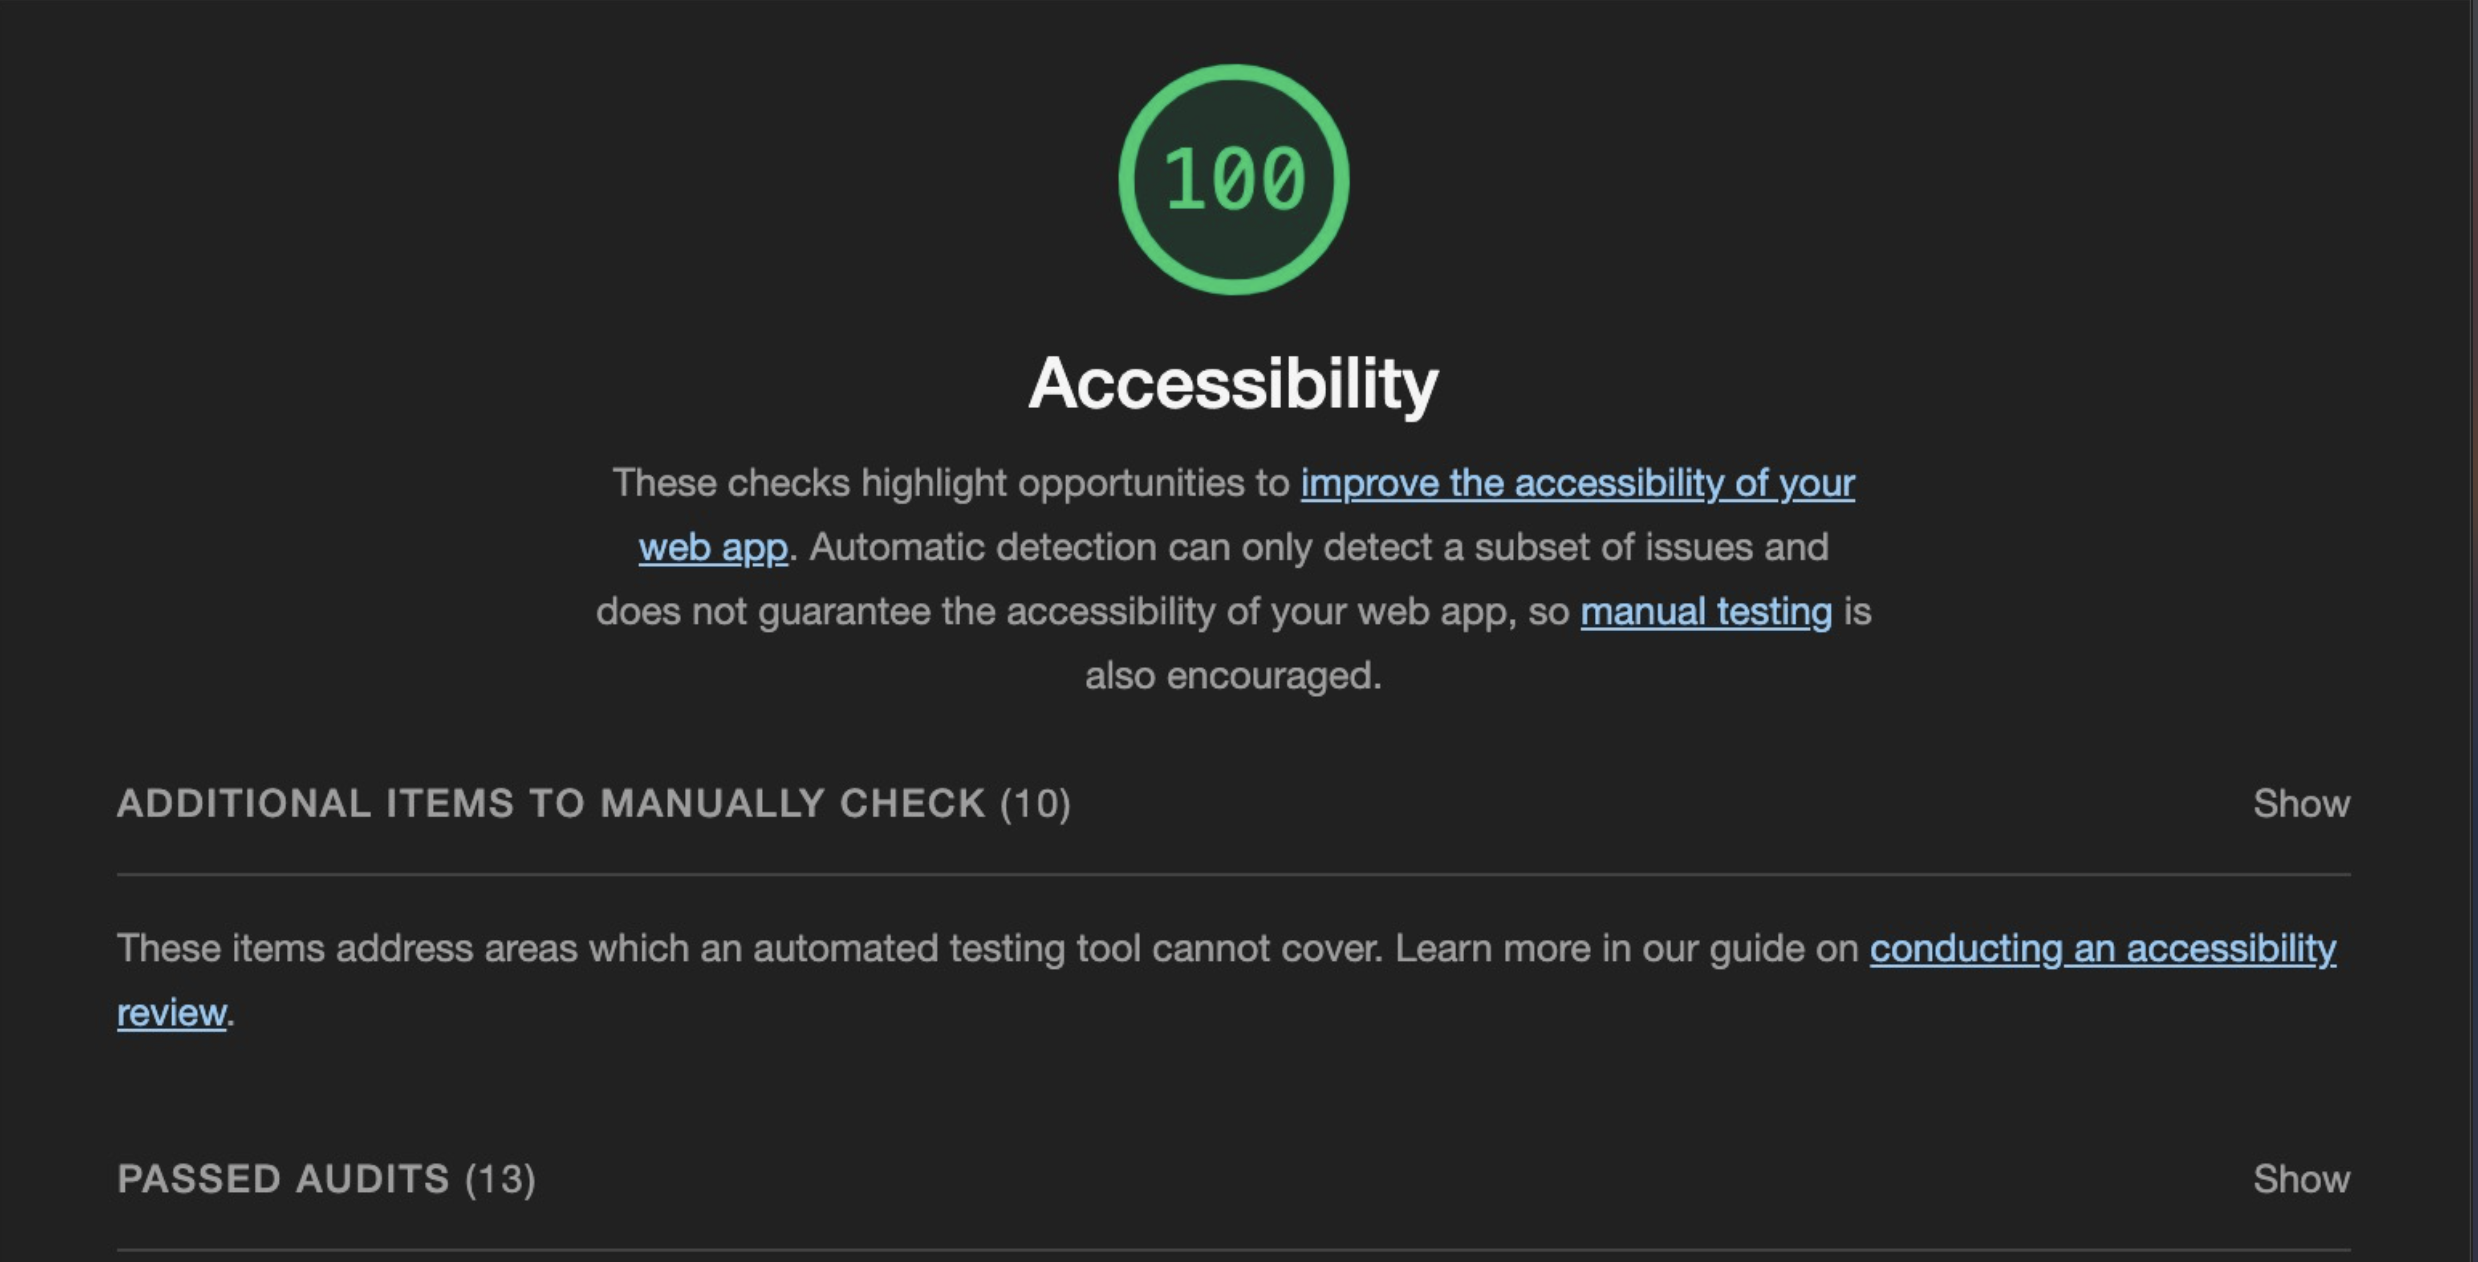 100
Accessibility
These checks highlight opportunities to improve the accessibility of your
web app. Automatic detection can only detect a subset of issues and
does not guarantee the accessibility of your web app, so manual testing is
also encouraged.
ADDITIONAL ITEMS TO MANUALLY CHECK (10) Show
These items address areas which an automated testing tool cannot cover. Learn more in our guide on conducting an accessibility
review.
PASSED AUDITS (13) Show